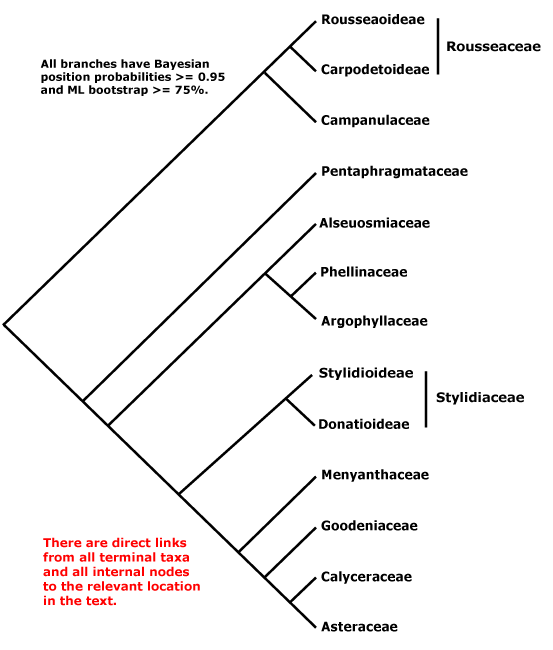 Rousseaoideae
Rousseaceae
All branches have Bayesian
position probabilities >= 0.95
and ML bootstrap >= 75%.
Carpodetoideae
Campanulaceae
Pentaphragmataceae
Alseuosmiaceae
Phellinaceae
Argophyllaceae
Stylidioideae
Stylidiaceae
Donatioideae
Menyanthaceae
Goodeniaceae
There are direct links
from all terminal taxa
and all internal nodes
to the relevant location
in the text.
Calyceraceae
Asteraceae